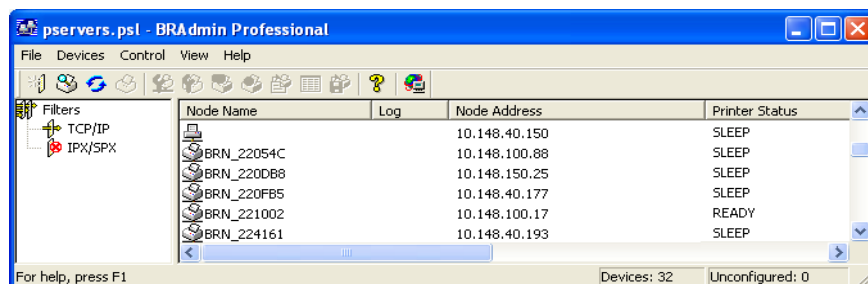 pservers.psl - BRAdmin Professional
File Devices Control View Help
Filters
TCP/IP
IPX/SPX
Node Name Log Node Address Printer Status
10.148.40.150 SLEEP
BRN_22054C 10.148.100.88 SLEEP
BRN_220DB8 10.148.150.25 SLEEP
BRN_220FB5 10.148.40.177 SLEEP
BRN_221002 10.148.100.17 READY
BRN_224161 10.148.40.193 SLEEP
For help, press F1 Devices: 32 Unconfigured: 0